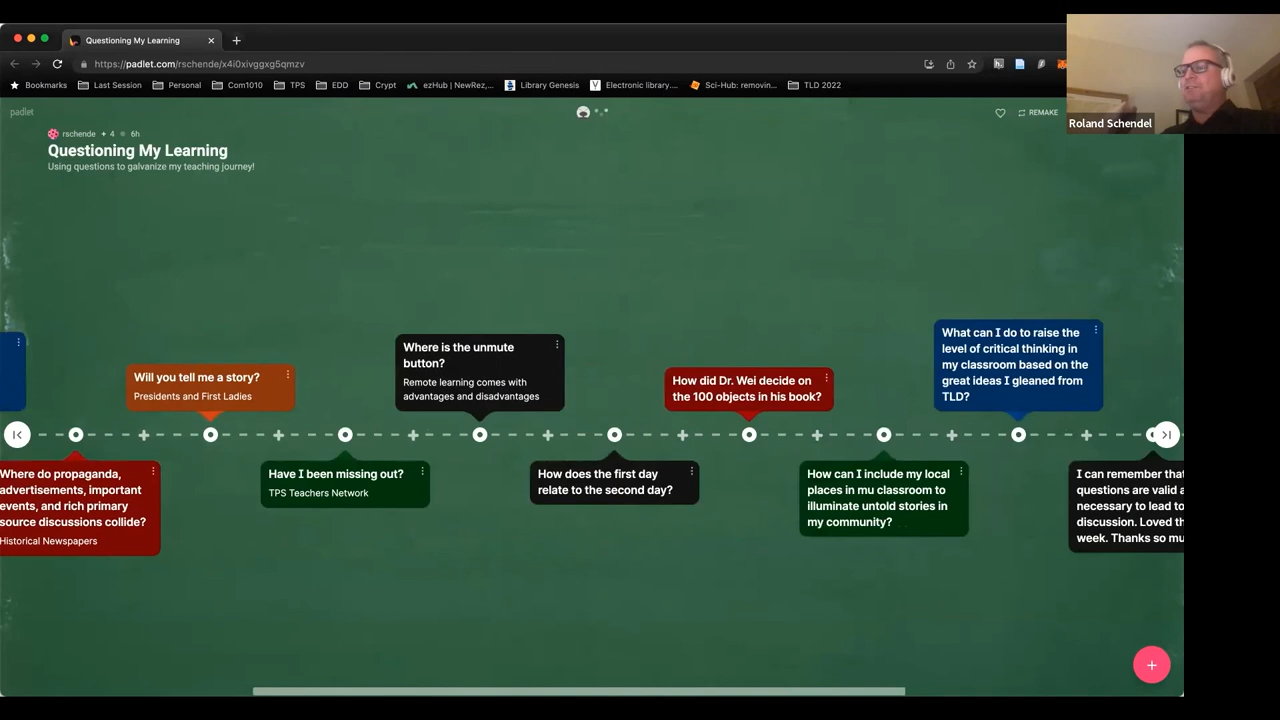 Questioning My Learning
https://padlet.com/rschende/x4i0xivggxg5qmzv
Bookmarks
Last Session
Personal
Com1010
TPS
EDD
Crypt
ezHub | NewRez,...
Library Genesis
Electronic library....
Sci-Hub: removin...
TLD 2022
Roland Schendel
padlet
REMAKE
rschende + 4 6h
Questioning My Learning
Using questions to galvanize my teaching journey!
Where do propaganda,
advertisements, important
events, and rich primary
source discussions collide?
Historical Newspapers
Will you tell me a story?
Presidents and First Ladies
Have I been missing out?
TPS Teachers Network
Where is the unmute
button?
Remote learning comes with
advantages and disadvantages
How does the first day
relate to the second day?
How did Dr. Wei decide on
the 100 objects in his book?
How can I include my local
places in mu classroom to
illuminate untold stories in
my community?
What can I do to raise the
level of critical thinking in
my classroom based on the
great ideas I gleaned from
TLD?
I can remember that
questions are valid a
necessary to lead to
discussion. Loved th
week. Thanks so mu